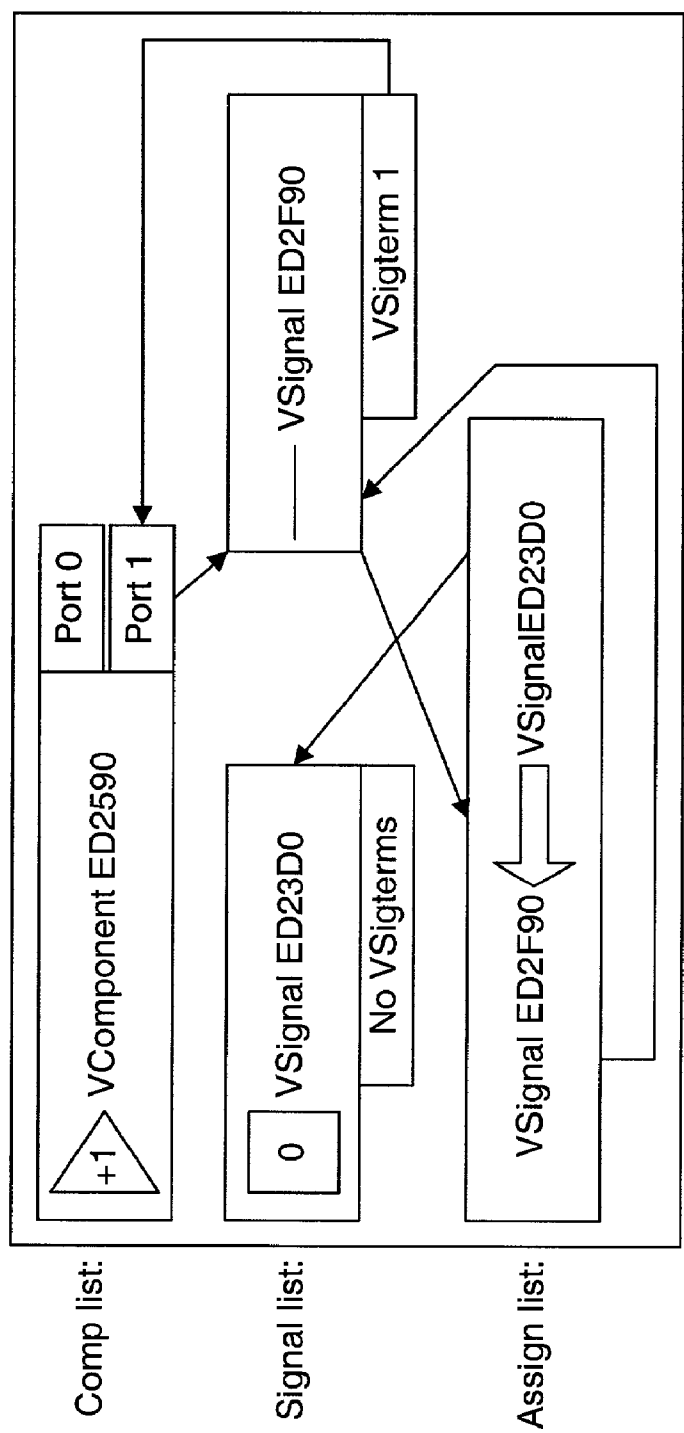 Comp list:
+1
VComponent ED2590
Port 0
Port 1
Signal list:
0
VSignal ED23D0
No VSigterms
VSignal ED2F90
VSigterm 1
Assign list:
VSignal ED2F90
VSignalED23D0